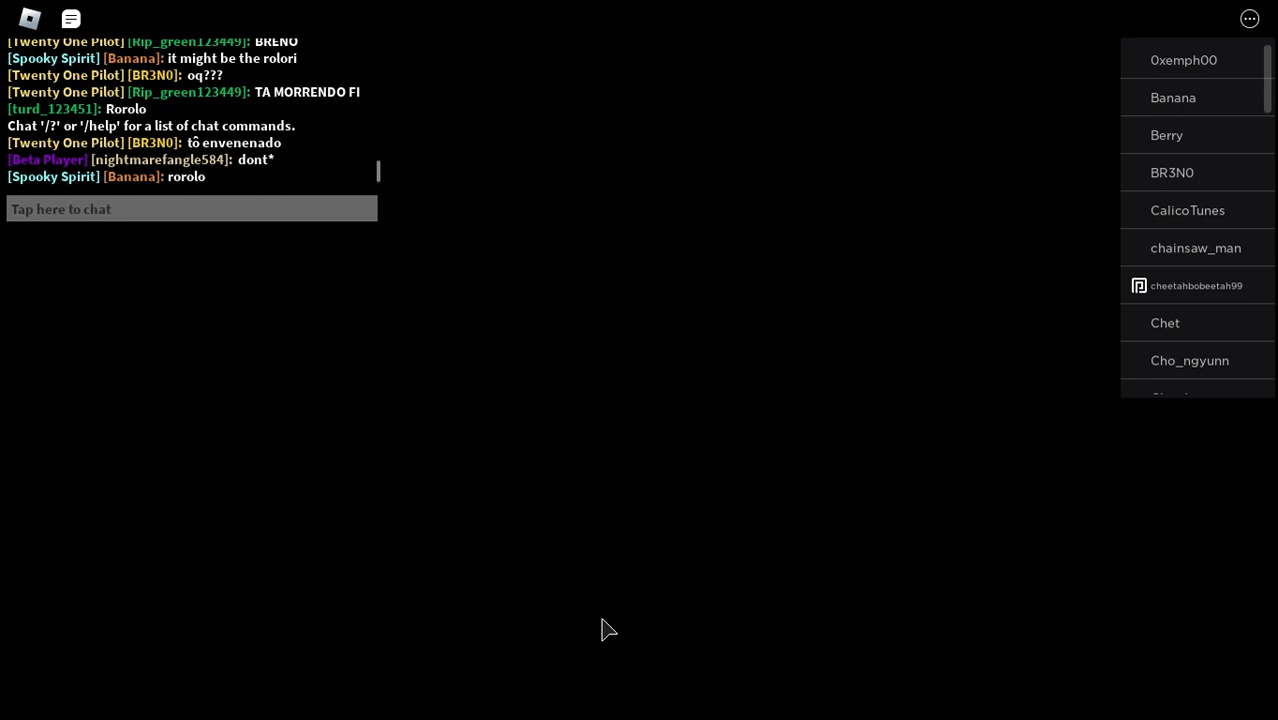 [Twenty One Pilot] [Rip_green123449]: BRENO
[Spooky Spirit] [Banana]: it might be the rolori
[Twenty One Pilot] [BR3N0]: oq???
[Twenty One Pilot] [Rip_green123449]: TA MORRENDO FI
[turd_123451]: Rorolo
Chat '/?' or '/help' for a list of chat commands.
[Twenty One Pilot] [BR3N0]: tô envenenado
[Beta Player] [nightmarefangle584]: dont*
[Spooky Spirit] [Banana]: rorolo
Tap here to chat
0xemph00
Banana
Berry
BR3N0
CalicoTunes
chainsaw_man
cheetahbobeetah99
Chet
Cho_ngyunn